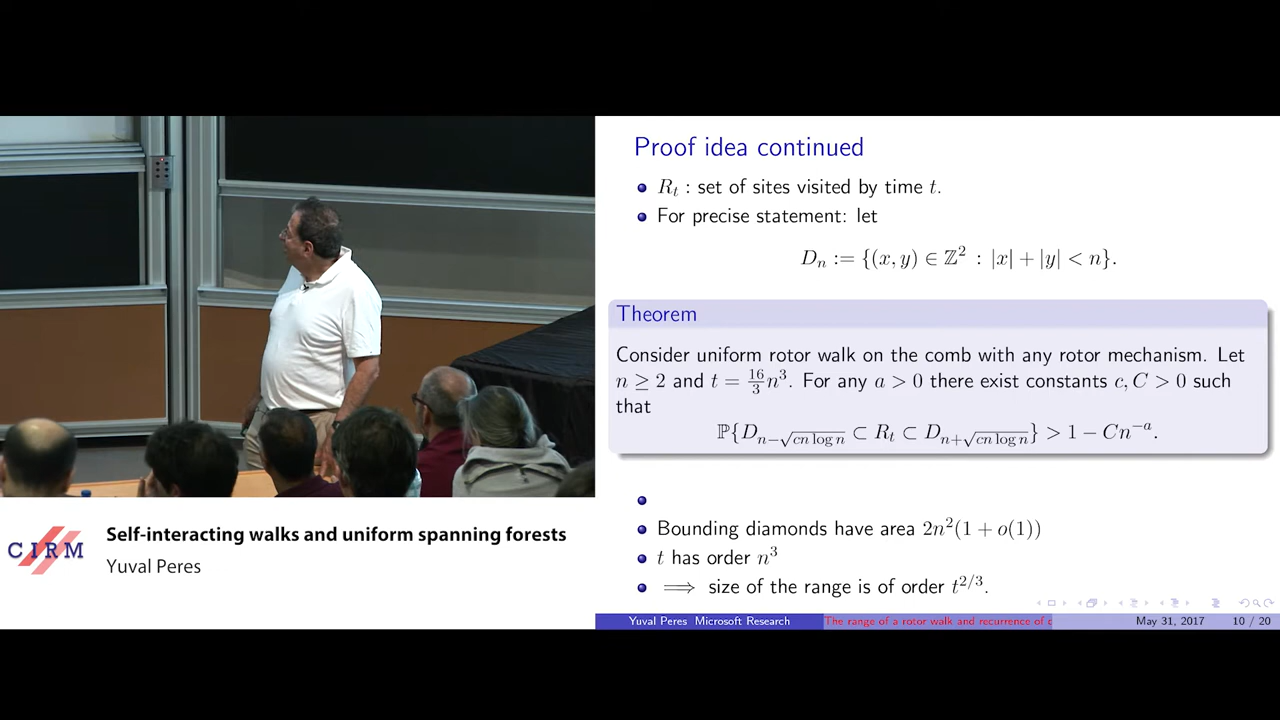 Proof idea continued
R_t : set of sites visited by time t.
For precise statement: let
D_n := {(x, y) ∈ ℤ² : |x| + |y| < n}.
Theorem
Consider uniform rotor walk on the comb with any rotor mechanism. Let
n ≥ 2 and t = 16/3 n³. For any a > 0 there exist constants c, C > 0 such
that
ℙ{D_{n−√(cn log n)} ⊂ R_t ⊂ D_{n+√(cn log n)}} > 1 − Cn^{−a}.
Bounding diamonds have area 2n²(1 + o(1))
t has order n³
⟹ size of the range is of order t^{2/3}.
Yuval Peres Microsoft Research
The range of a rotor walk and recurrence of
May 31, 2017
10 / 20
CIRM
Self-interacting walks and uniform spanning forests
Yuval Peres